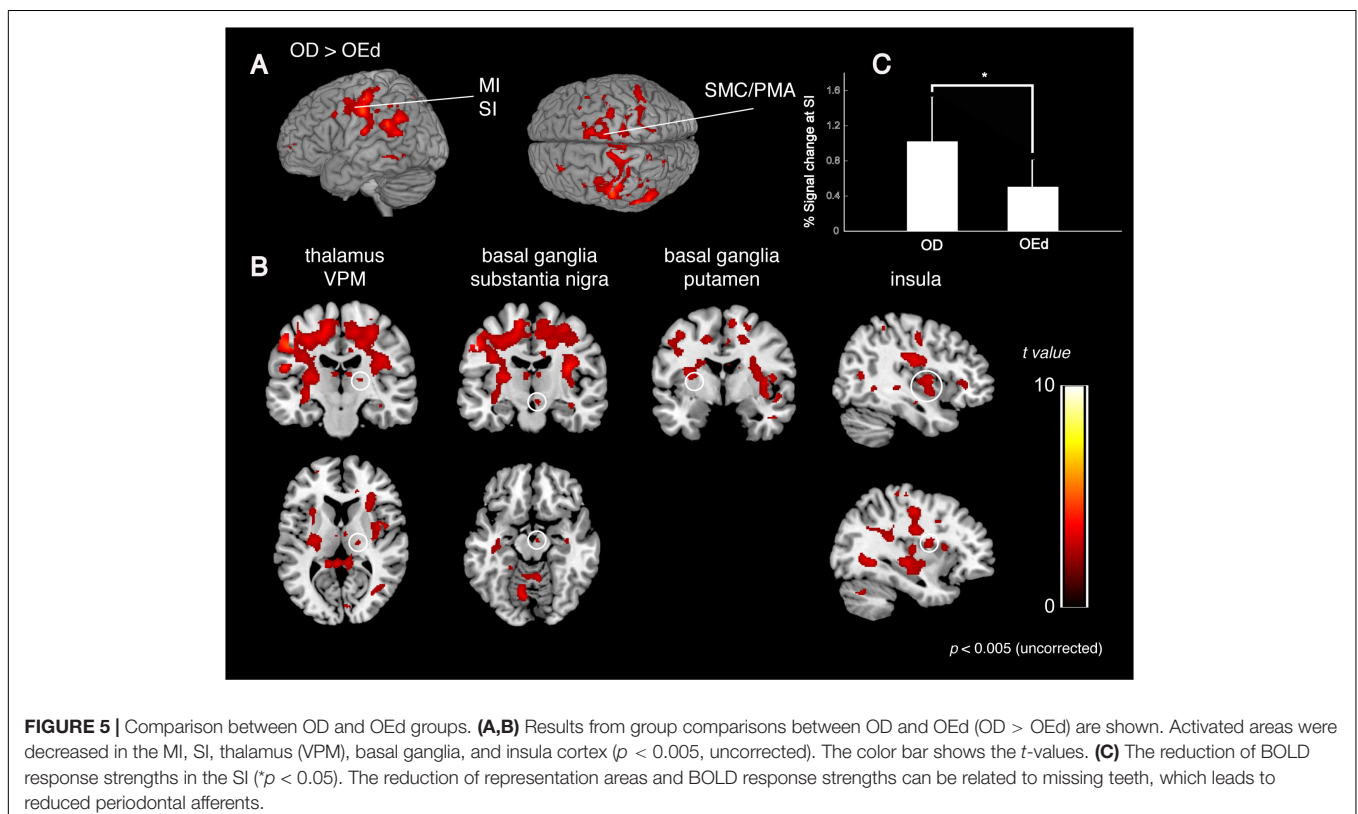 A
OD > OEd
MI
SI
SMC/PMA
C
*
% Signal change at SI
1.6
1.2
0.8
0.4
0
OD
OEd
B
thalamus
VPM
basal ganglia
substantia nigra
basal ganglia
putamen
insula
t value
10
0
p < 0.005 (uncorrected)
FIGURE 5 | Comparison between OD and OEd groups. (A,B) Results from group comparisons between OD and OEd (OD > OEd) are shown. Activated areas were
decreased in the MI, SI, thalamus (VPM), basal ganglia, and insula cortex (p < 0.005, uncorrected). The color bar shows the t-values. (C) The reduction of BOLD
response strengths in the SI (*p < 0.05). The reduction of representation areas and BOLD response strengths can be related to missing teeth, which leads to
reduced periodontal afferents.